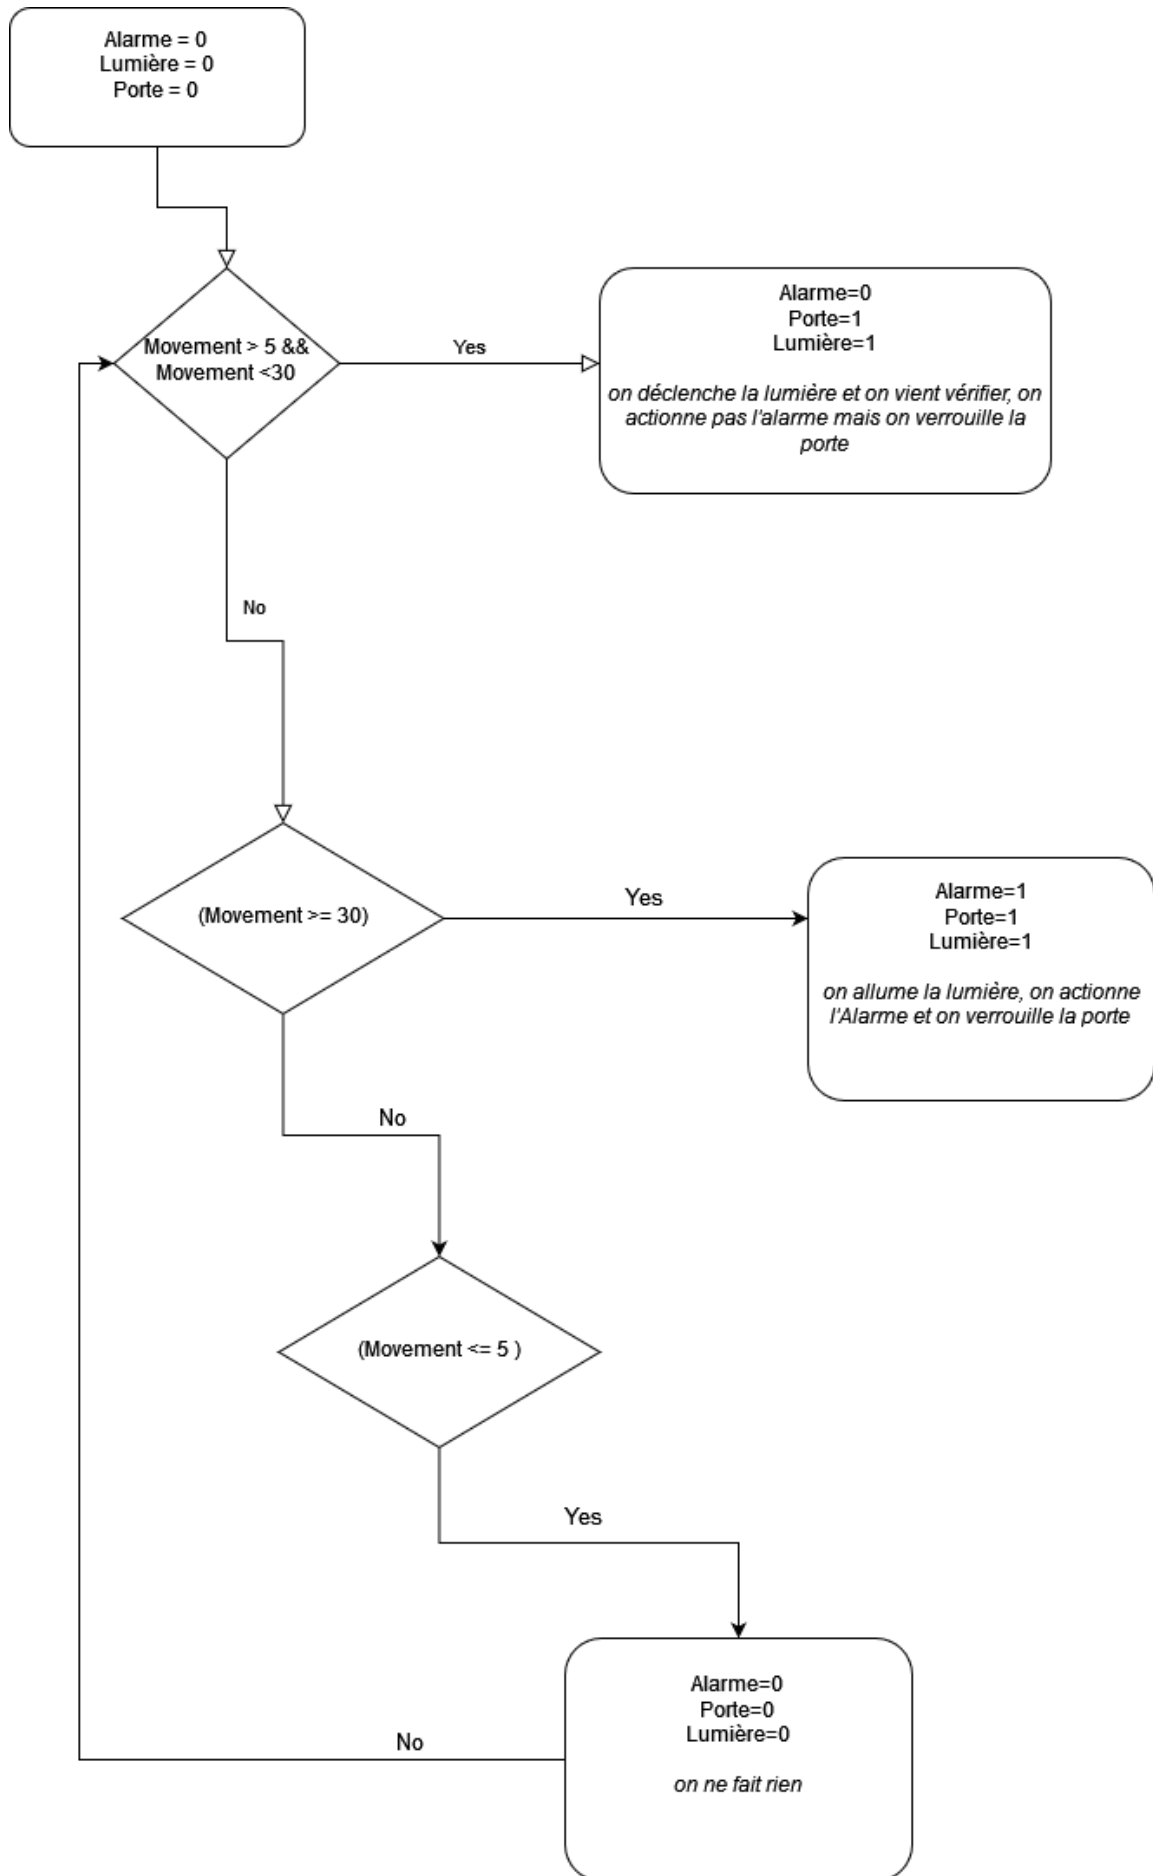 Alarme = 0
Lumière = 0
Porte = 0
Movement > 5 &&
Movement <30
Yes
Alarme=0
Porte=1
Lumière=1
on déclenche la lumière et on vient vérifier, on
actionne pas l'alarme mais on verrouille la
porte
No
(Movement >= 30)
Yes
Alarme=1
Porte=1
Lumière=1
on allume la lumière, on actionne
l'Alarme et on verrouille la porte
No
(Movement <= 5 )
Yes
Alarme=0
Porte=0
Lumière=0
on ne fait rien
No